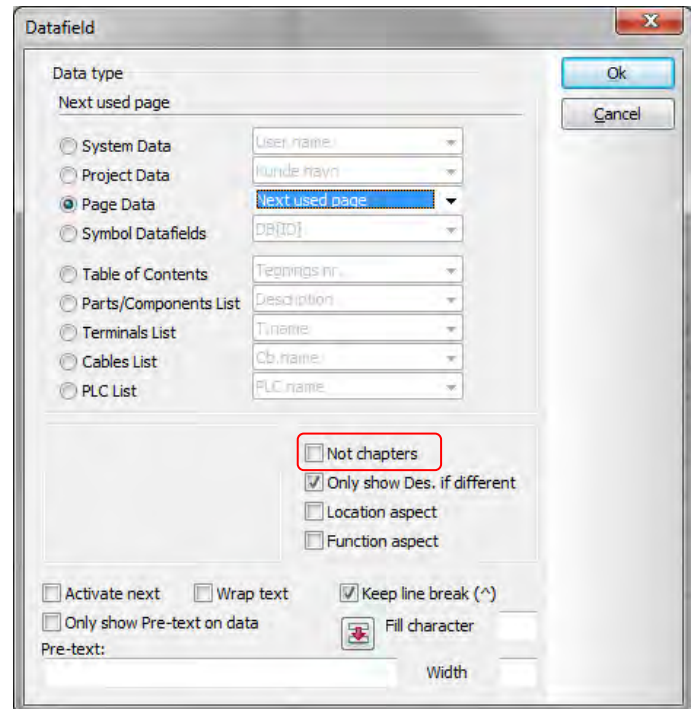 Datafield
Data type
Next used page
Ok
Cancel
System Data
User name
Project Data
Kunde navn
Page Data
Next used page
Symbol Datafields
DB[ID]
Table of Contents
Tegnings nr.
Parts/Components List
Description
Terminals List
T.name
Cables List
Cb.name
PLC List
PLC name
Not chapters
Only show Des. if different
Location aspect
Function aspect
Activate next
Wrap text
Keep line break (^)
Only show Pre-text on data
Fill character
Pre-text:
Width